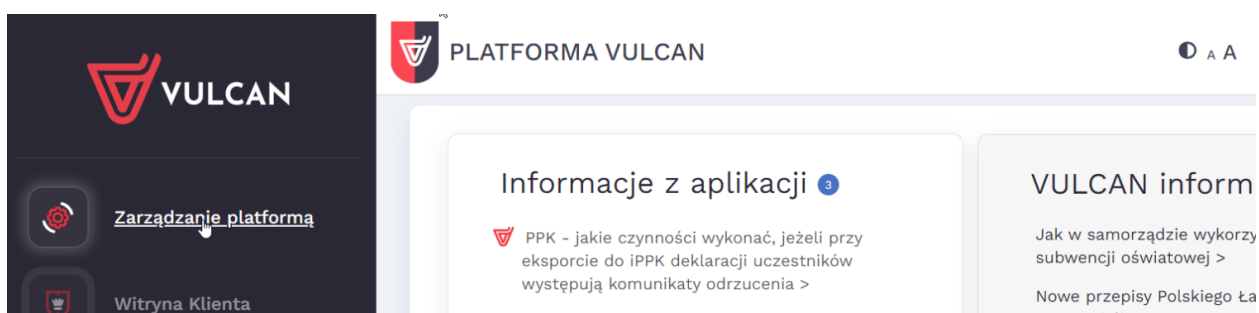 VULCAN
Zarządzanie platformą
Witryna Klienta
PLATFORMA VULCAN
A A
Informacje z aplikacji 3
PPK - jakie czynności wykonać, jeżeli przy
eksporcie do iPPK deklaracji uczestników
występują komunikaty odrzucenia >
VULCAN inform
Jak w samorządzie wykorzy
subwencji oświatowej >
Nowe przepisy Polskiego Ła